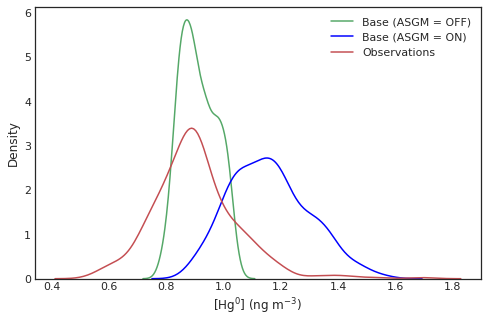 6
5
4
3
2
1
0
Density
0.4 0.6 0.8 1.0 1.2 1.4 1.6 1.8
[Hg⁰] (ng m⁻³)
Base (ASGM = OFF)
Base (ASGM = ON)
Observations